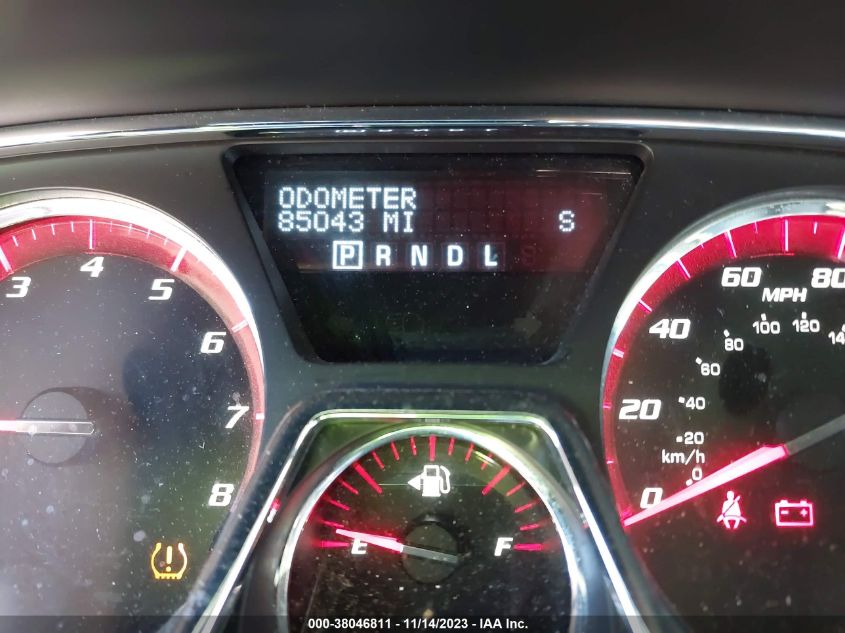 ODOMETER
85043 MI S
P R N D L
3 4 5 6 7 8
E F
0 20 40 60 80
MPH
0 20 40 60 80 100 120
km/h
000-38046811 - 11/14/2023 - IAA Inc.